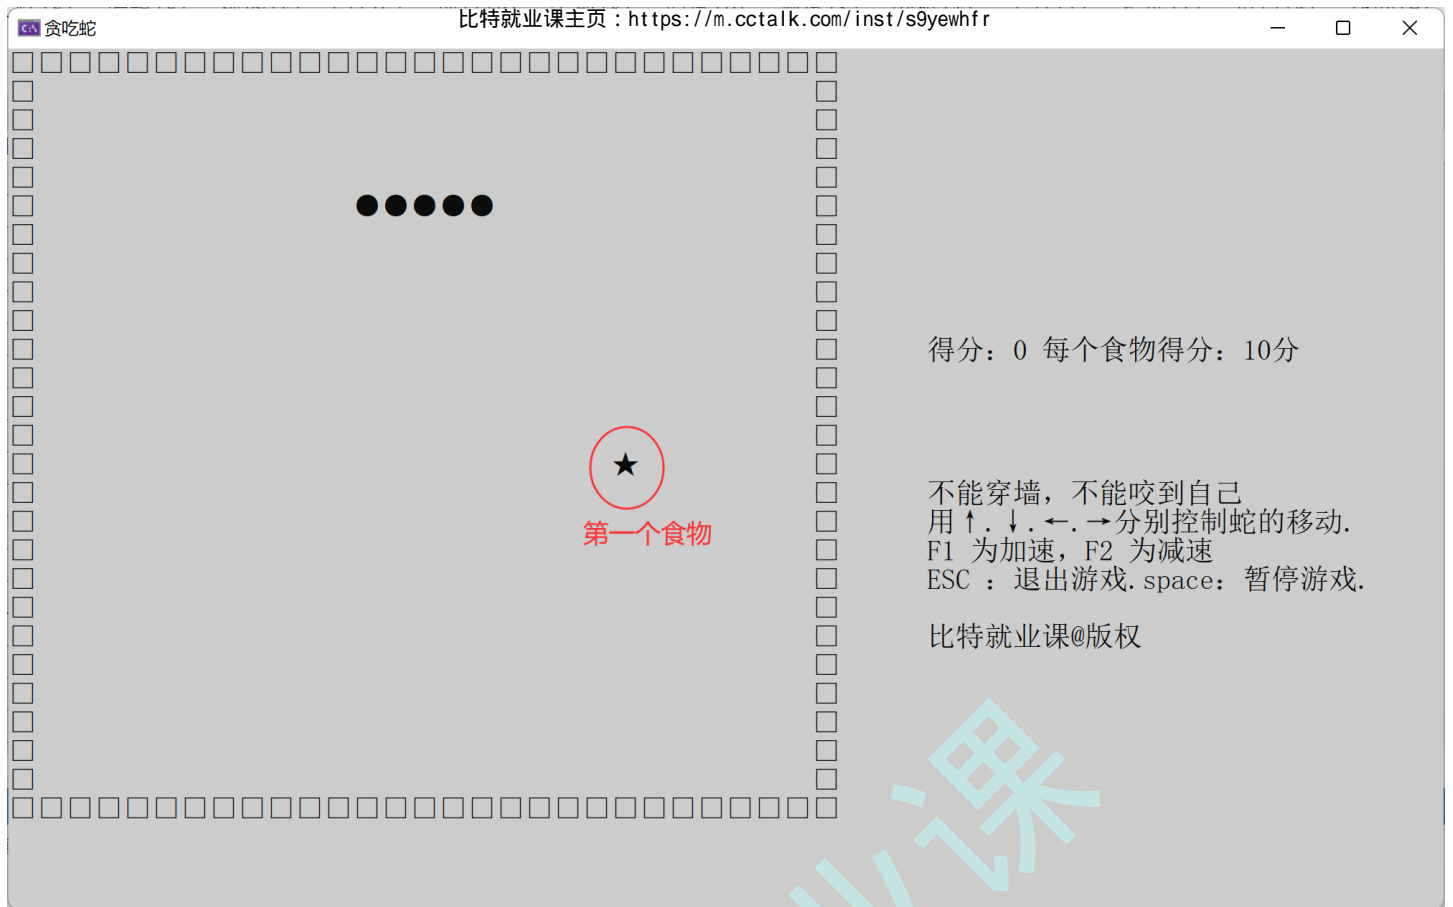 比特就业课主页：https://m.cctalk.com/inst/s9yewhfr
贪吃蛇
得分：0 每个食物得分：10分
第一个食物
不能穿墙，不能咬到自己
用↑.↓.←.→分别控制蛇的移动.
F1 为加速，F2 为减速
ESC ：退出游戏.space：暂停游戏.
比特就业课@版权
业课